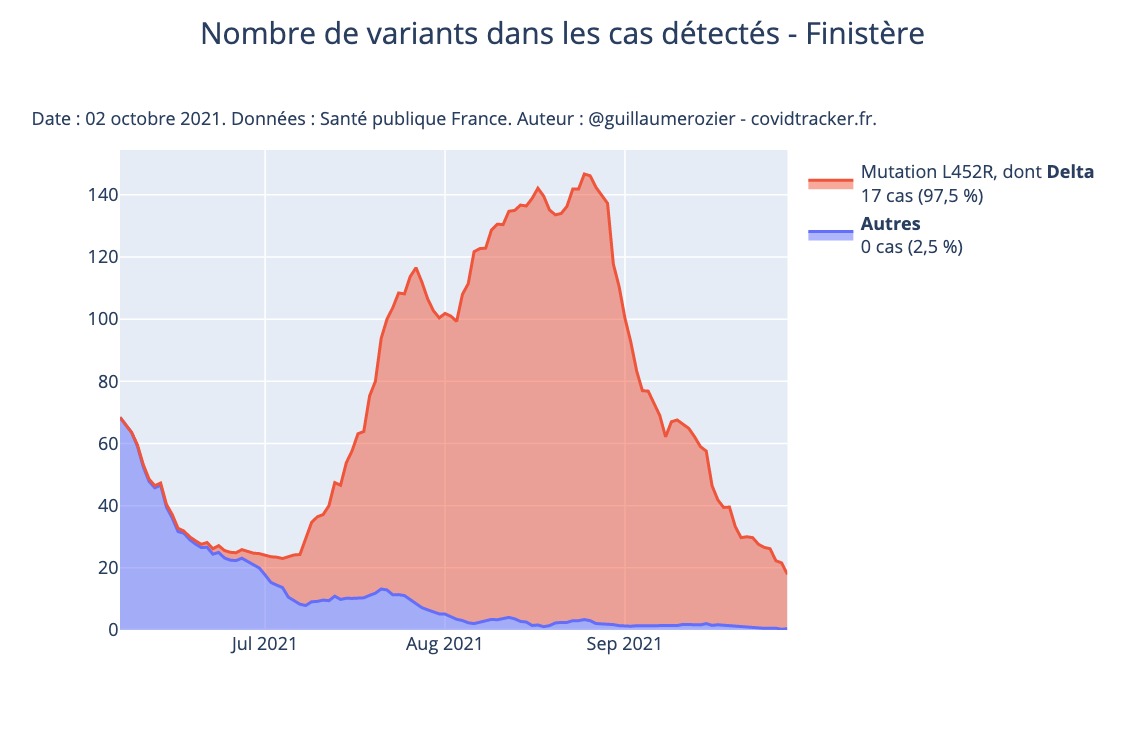 Nombre de variants dans les cas détectés - Finistère
Date : 02 octobre 2021. Données : Santé publique France. Auteur : @guillaumerozier - covidtracker.fr.
Mutation L452R, dont Delta
17 cas (97,5 %)
Autres
0 cas (2,5 %)
140
120
100
80
60
40
20
0
Jul 2021
Aug 2021
Sep 2021